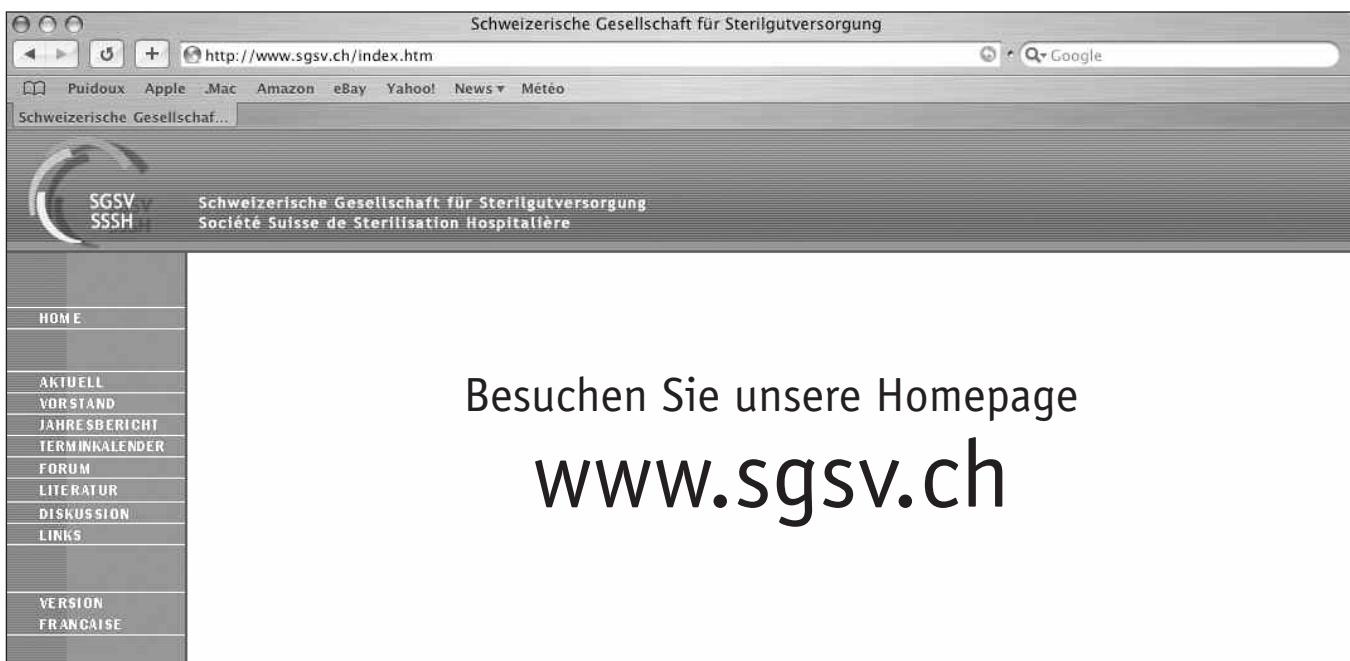 Schweizerische Gesellschaft für Sterilgutversorgung
http://www.sgsv.ch/index.htm
Google
Puidoux Apple .Mac Amazon eBay Yahoo! News Météo
Schweizerische Gesellschaf...
SGSV
SSSH
Schweizerische Gesellschaft für Sterilgutversorgung
Société Suisse de Sterilisation Hospitalière
HOME
AKTUELL
VORSTAND
JAHRESBERICHT
TERMINKALENDER
FORUM
LITERATUR
DISKUSSION
LINKS
VERSION
FRANCAISE
Besuchen Sie unsere Homepage
www.sgsv.ch